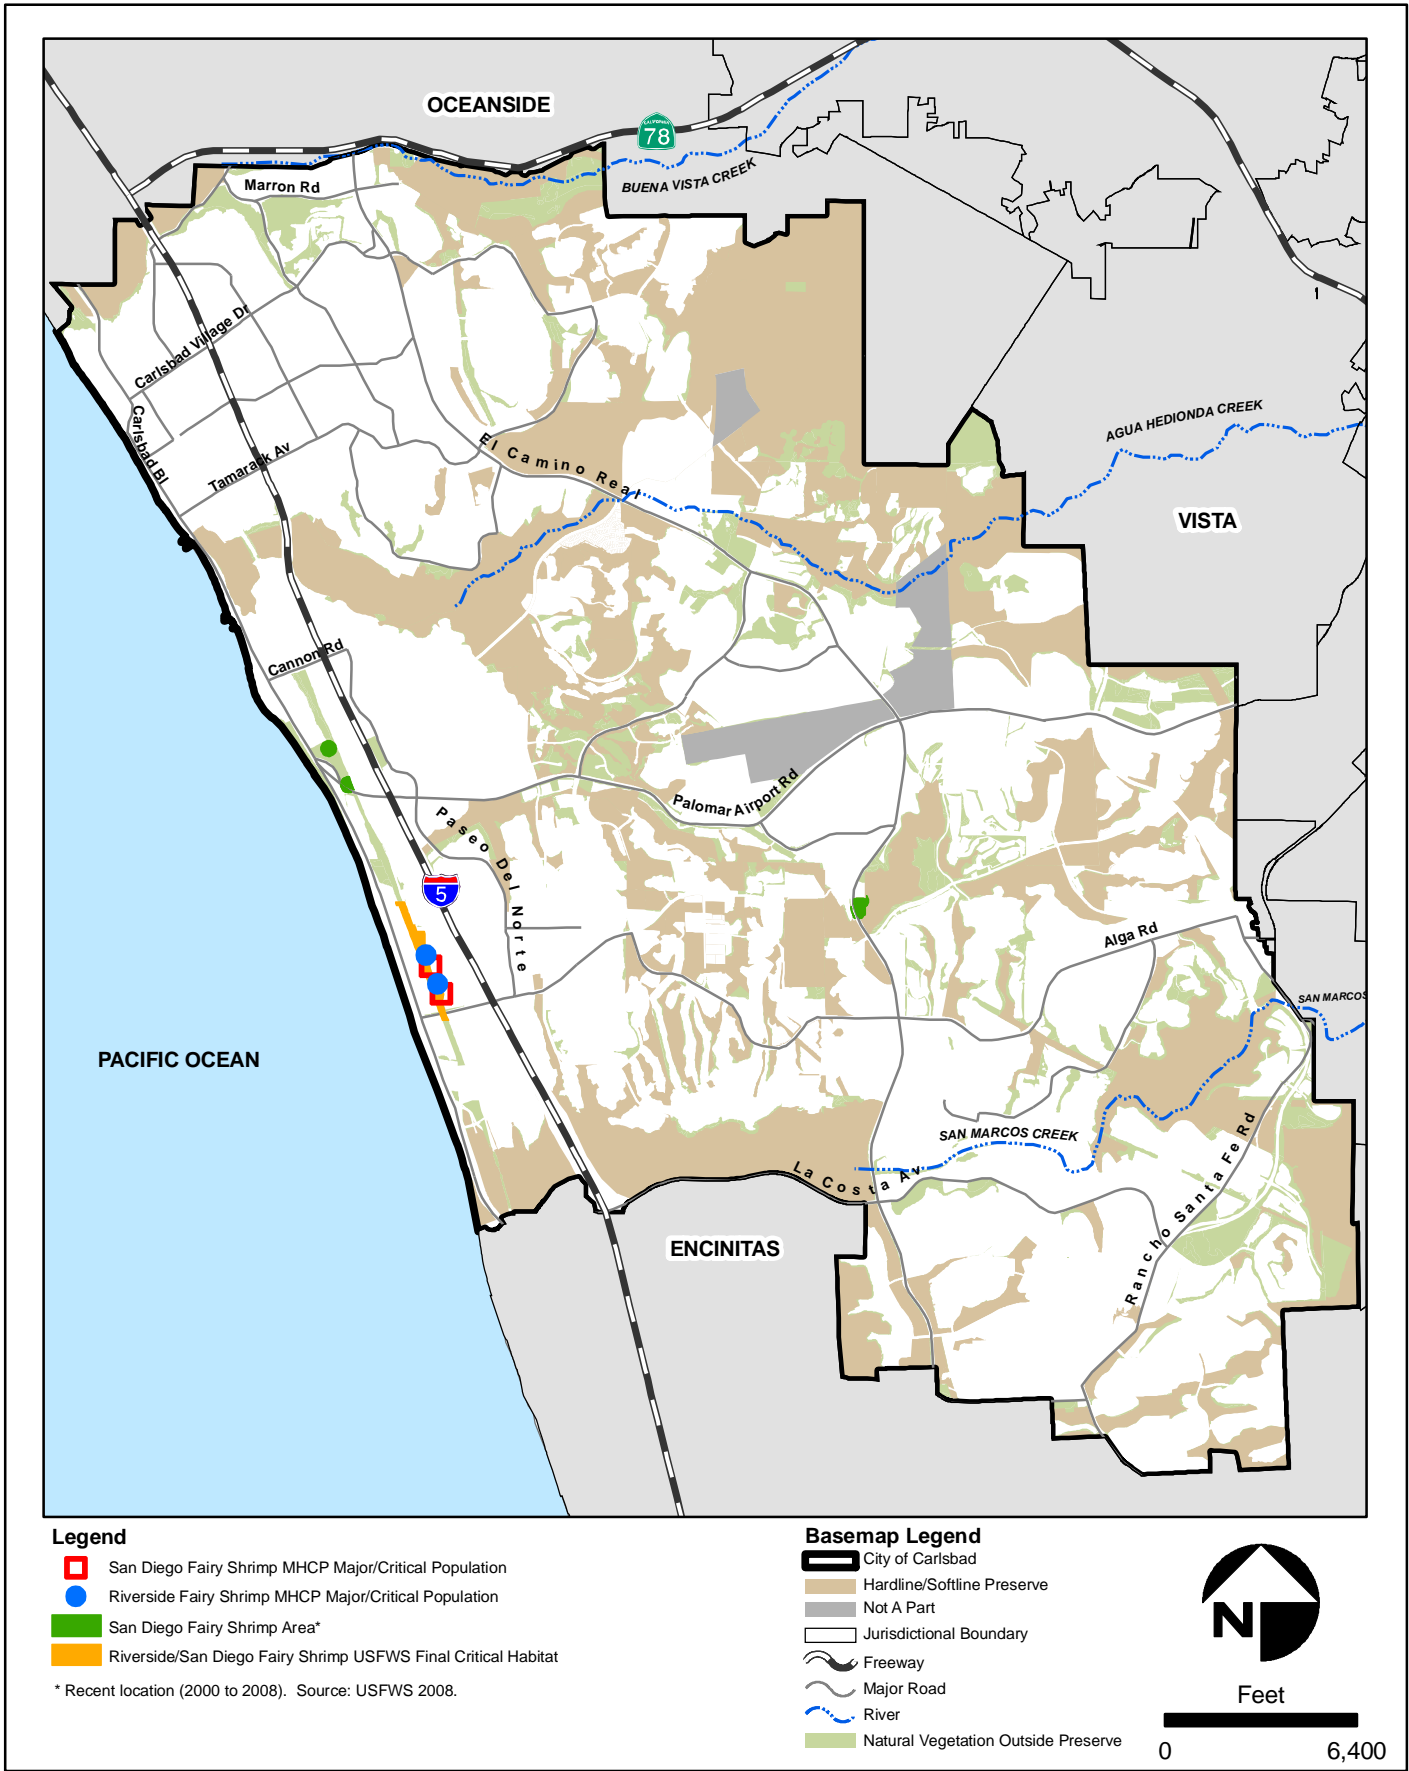 OCEANSIDE
CALIFORNIA
78
BUENA VISTA CREEK
Marron Rd
Carlsbad Village Dr
Carlsbad Bl
Tamarack Av
El Camino Real
AGUA HEDIONDA CREEK
VISTA
Cannon Rd
Palomar Airport Rd
Paseo Del Norte
5
Alga Rd
SAN MARCOS
PACIFIC OCEAN
SAN MARCOS CREEK
La Costa Av
Rancho Santa Fe Rd
ENCINITAS
Legend
San Diego Fairy Shrimp MHCP Major/Critical Population
Riverside Fairy Shrimp MHCP Major/Critical Population
San Diego Fairy Shrimp Area*
Riverside/San Diego Fairy Shrimp USFWS Final Critical Habitat
* Recent location (2000 to 2008). Source: USFWS 2008.
Basemap Legend
City of Carlsbad
Hardline/Softline Preserve
Not A Part
Jurisdictional Boundary
Freeway
Major Road
River
Natural Vegetation Outside Preserve
N
Feet
0 6,400